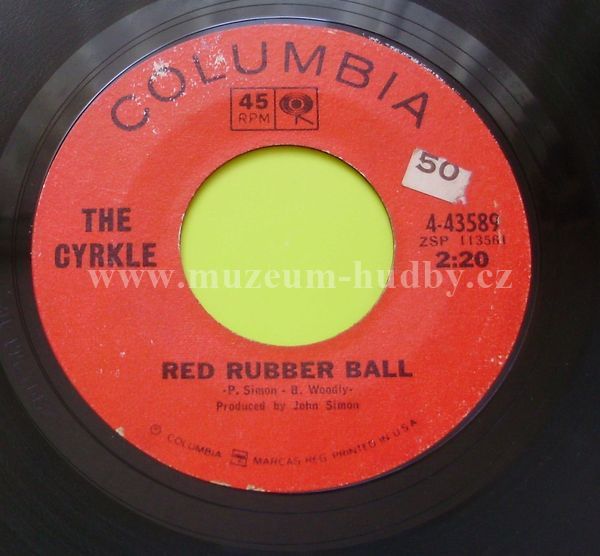 COLUMBIA
45
RPM
50
THE
CYRKLE
4-43589
ZSP 113581
2:20
www.muzeum-hudby.cz
RED RUBBER BALL
-P. Simon - B. Woodly-
Produced by John Simon
© COLUMBIA MARCAS REG. PRINTED IN U.S.A.